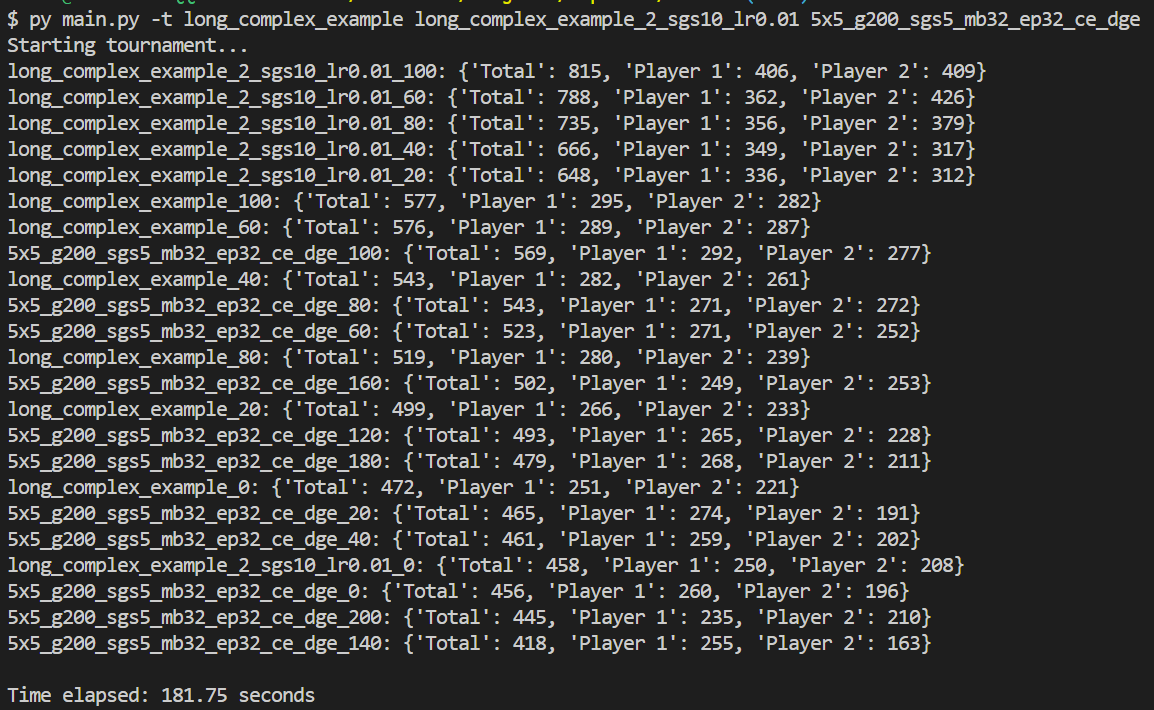 $ py main.py -t long_complex_example long_complex_example_2_sgs10_lr0.01 5x5_g200_sgs5_mb32_ep32_ce_dge
Starting tournament...
long_complex_example_2_sgs10_lr0.01_100: {'Total': 815, 'Player 1': 406, 'Player 2': 409}
long_complex_example_2_sgs10_lr0.01_60: {'Total': 788, 'Player 1': 362, 'Player 2': 426}
long_complex_example_2_sgs10_lr0.01_80: {'Total': 735, 'Player 1': 356, 'Player 2': 379}
long_complex_example_2_sgs10_lr0.01_40: {'Total': 666, 'Player 1': 349, 'Player 2': 317}
long_complex_example_2_sgs10_lr0.01_20: {'Total': 648, 'Player 1': 336, 'Player 2': 312}
long_complex_example_100: {'Total': 577, 'Player 1': 295, 'Player 2': 282}
long_complex_example_60: {'Total': 576, 'Player 1': 289, 'Player 2': 287}
5x5_g200_sgs5_mb32_ep32_ce_dge_100: {'Total': 569, 'Player 1': 292, 'Player 2': 277}
long_complex_example_40: {'Total': 543, 'Player 1': 282, 'Player 2': 261}
5x5_g200_sgs5_mb32_ep32_ce_dge_80: {'Total': 543, 'Player 1': 271, 'Player 2': 272}
5x5_g200_sgs5_mb32_ep32_ce_dge_60: {'Total': 523, 'Player 1': 271, 'Player 2': 252}
long_complex_example_80: {'Total': 519, 'Player 1': 280, 'Player 2': 239}
5x5_g200_sgs5_mb32_ep32_ce_dge_160: {'Total': 502, 'Player 1': 249, 'Player 2': 253}
long_complex_example_20: {'Total': 499, 'Player 1': 266, 'Player 2': 233}
5x5_g200_sgs5_mb32_ep32_ce_dge_120: {'Total': 493, 'Player 1': 265, 'Player 2': 228}
5x5_g200_sgs5_mb32_ep32_ce_dge_180: {'Total': 479, 'Player 1': 268, 'Player 2': 211}
long_complex_example_0: {'Total': 472, 'Player 1': 251, 'Player 2': 221}
5x5_g200_sgs5_mb32_ep32_ce_dge_20: {'Total': 465, 'Player 1': 274, 'Player 2': 191}
5x5_g200_sgs5_mb32_ep32_ce_dge_40: {'Total': 461, 'Player 1': 259, 'Player 2': 202}
long_complex_example_2_sgs10_lr0.01_0: {'Total': 458, 'Player 1': 250, 'Player 2': 208}
5x5_g200_sgs5_mb32_ep32_ce_dge_0: {'Total': 456, 'Player 1': 260, 'Player 2': 196}
5x5_g200_sgs5_mb32_ep32_ce_dge_200: {'Total': 445, 'Player 1': 235, 'Player 2': 210}
5x5_g200_sgs5_mb32_ep32_ce_dge_140: {'Total': 418, 'Player 1': 255, 'Player 2': 163}
Time elapsed: 181.75 seconds